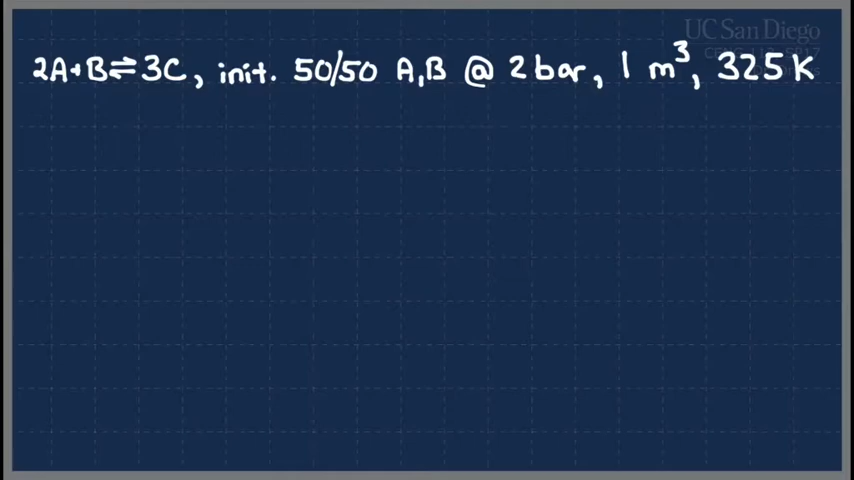 UC San Diego
2A+B⇌3C, init. 50/50 A,B @ 2 bar, 1 m³, 325 K